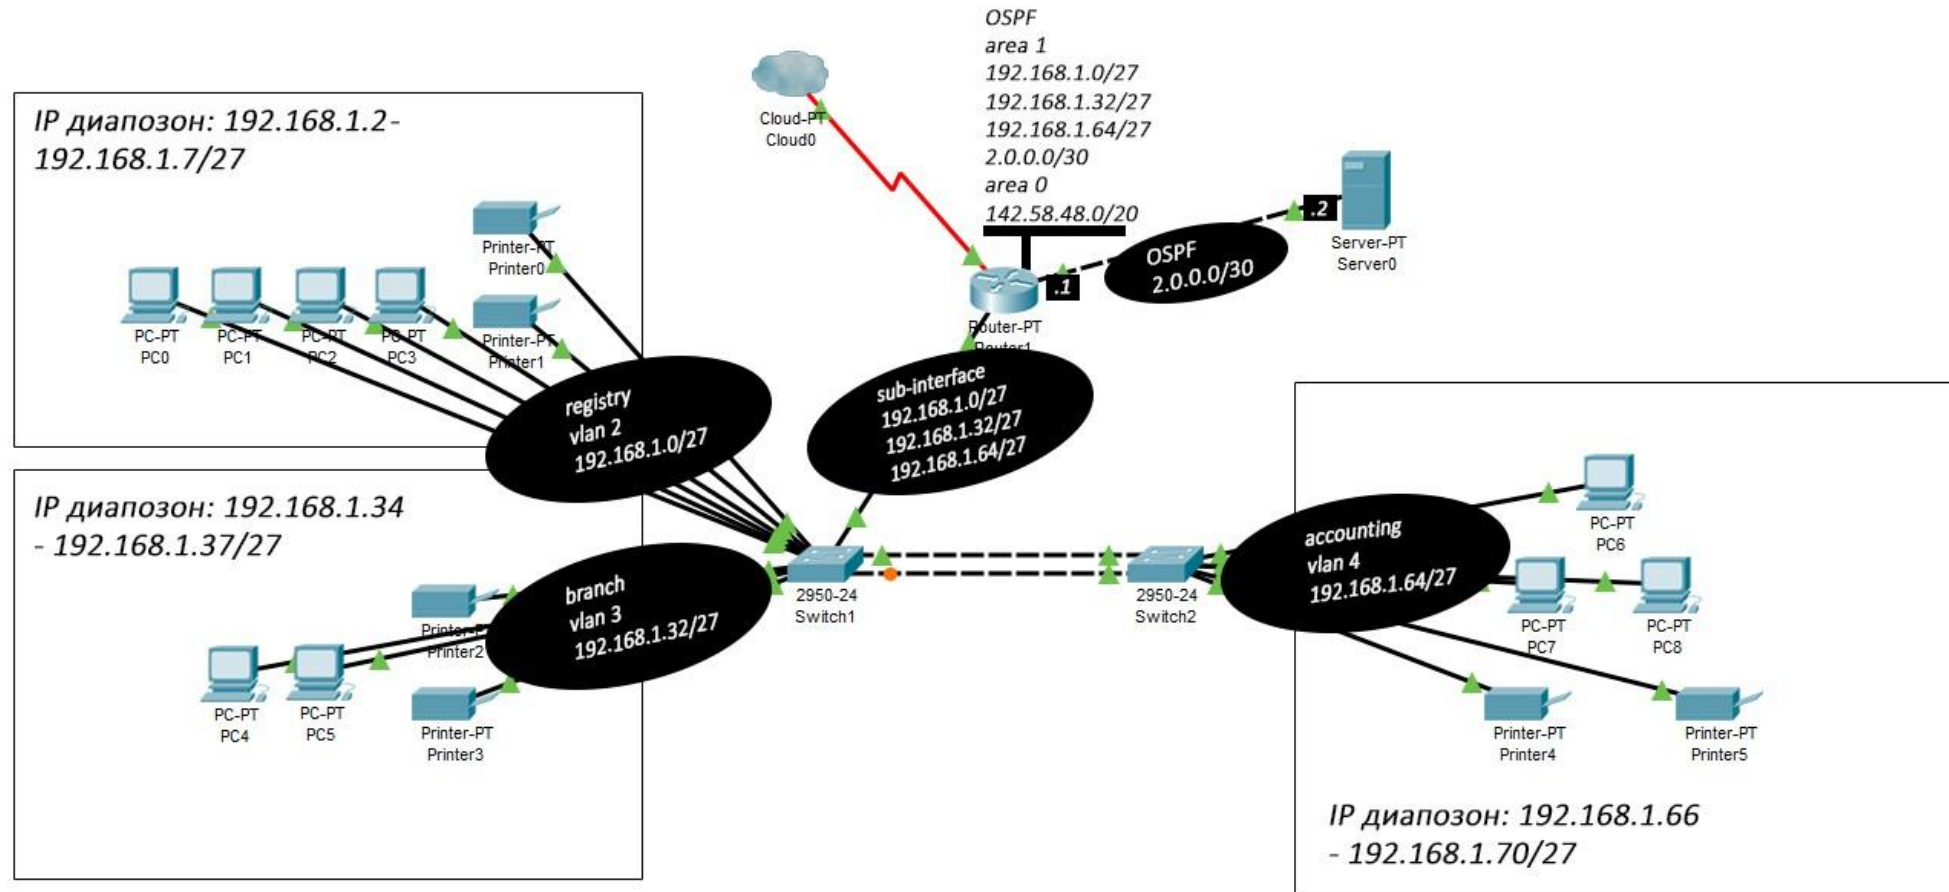 OSPF
area 1
192.168.1.0/27
192.168.1.32/27
192.168.1.64/27
2.0.0.0/30
area 0
142.58.48.0/20
Cloud-PT
Cloud0
IP диапозон: 192.168.1.2-
192.168.1.7/27
Printer-PT
Printer0
Printer-PT
Printer1
PC-PT
PC0
PC-PT
PC1
PC-PT
PC2
PC-PT
PC3
registry
vlan 2
192.168.1.0/27
.2
Server-PT
Server0
OSPF
2.0.0.0/30
.1
Router-PT
Router1
sub-interface
192.168.1.0/27
192.168.1.32/27
192.168.1.64/27
IP диапозон: 192.168.1.34
- 192.168.1.37/27
branch
vlan 3
192.168.1.32/27
Printer-PT
Printer2
PC-PT
PC4
PC-PT
PC5
Printer-PT
Printer3
2950-24
Switch1
2950-24
Switch2
accounting
vlan 4
192.168.1.64/27
PC-PT
PC6
PC-PT
PC7
PC-PT
PC8
Printer-PT
Printer4
Printer-PT
Printer5
IP диапозон: 192.168.1.66
- 192.168.1.70/27